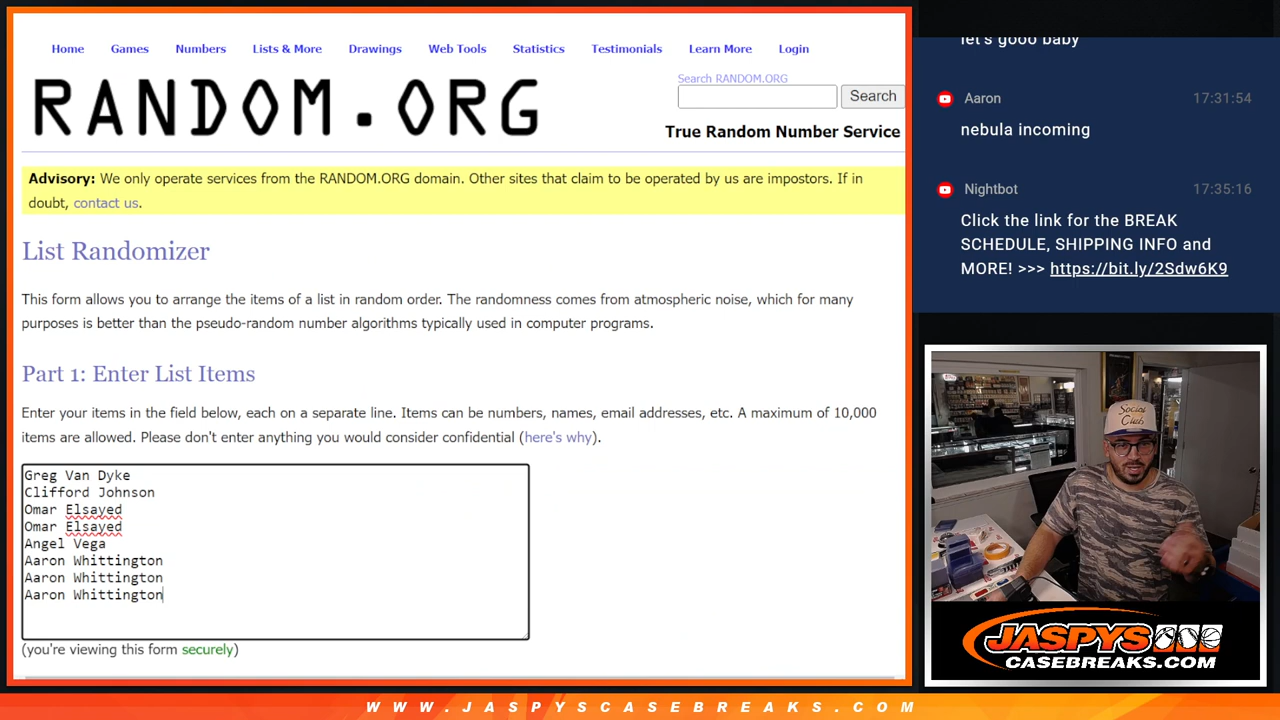 Home Games Numbers Lists & More Drawings Web Tools Statistics Testimonials Learn More Login
RANDOM.ORG
Search RANDOM.ORG
Search
True Random Number Service
Advisory: We only operate services from the RANDOM.ORG domain. Other sites that claim to be operated by us are impostors. If in
doubt, contact us.
List Randomizer
This form allows you to arrange the items of a list in random order. The randomness comes from atmospheric noise, which for many
purposes is better than the pseudo-random number algorithms typically used in computer programs.
Part 1: Enter List Items
Enter your items in the field below, each on a separate line. Items can be numbers, names, email addresses, etc. A maximum of 10,000
items are allowed. Please don't enter anything you would consider confidential (here's why).
Greg Van Dyke
Clifford Johnson
Omar Elsayed
Omar Elsayed
Angel Vega
Aaron Whittington
Aaron Whittington
Aaron Whittington
(you're viewing this form securely)
let's gooo baby
Aaron 17:31:54
nebula incoming
Nightbot 17:35:16
Click the link for the BREAK
SCHEDULE, SHIPPING INFO and
MORE! >>> https://bit.ly/2Sdw6K9
Social
Club
JASPYS
CASEBREAKS.COM
WWW.JASPYSCASEBREAKS.COM